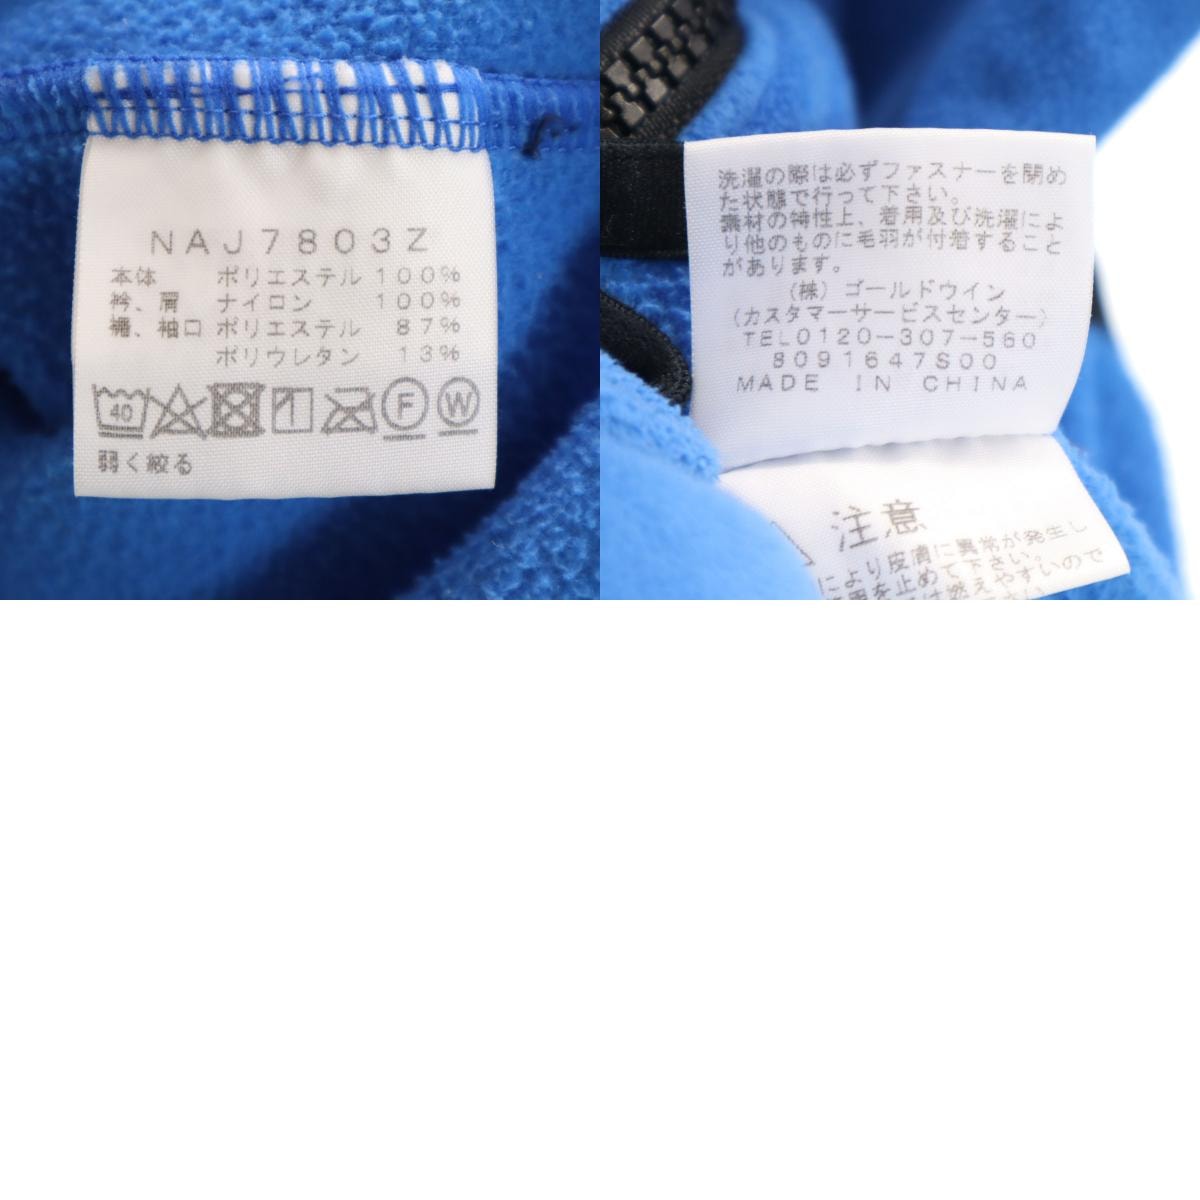 NAJ7803Z
本体 ポリエステル 100%
衿、肩 ナイロン 100%
裾、袖口 ポリエステル 87%
ポリウレタン 13%
40
F
W
弱く絞る
洗濯の際は必ずファスナーを閉め
た状態で行って下さい。
素材の特性上、着用及び洗濯によ
り他のものに毛羽が付着すること
があります。
(株)ゴールドウイン
(カスタマーサービスセンター)
TEL0120-307-560
8091647S00
MADE IN CHINA
注意
により皮膚に異常が発生し
を止めて下さい。
燃えやすいので